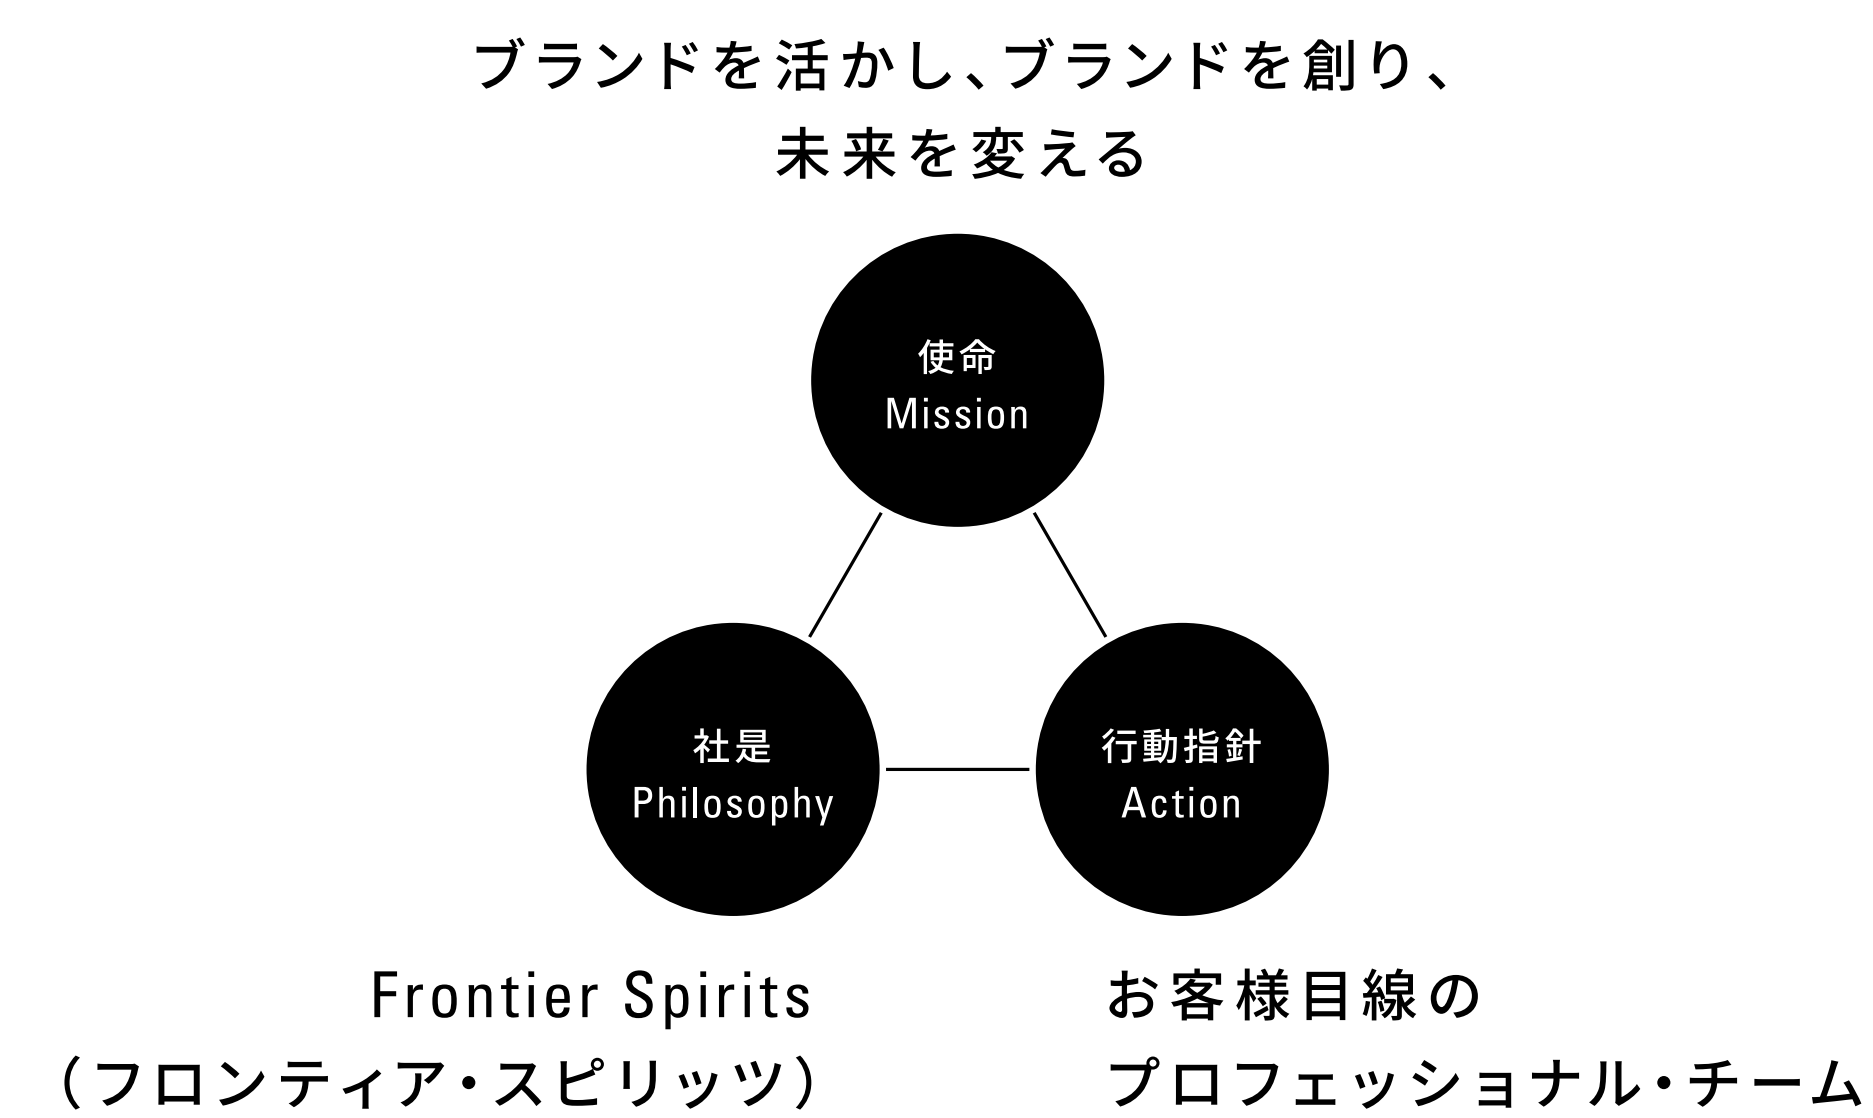 ブランドを活かし、ブランドを創り、
未来を変える
使命
Mission
社是
Philosophy
行動指針
Action
Frontier Spirits
（フロンティア・スピリッツ）
お客様目線の
プロフェッショナル・チーム